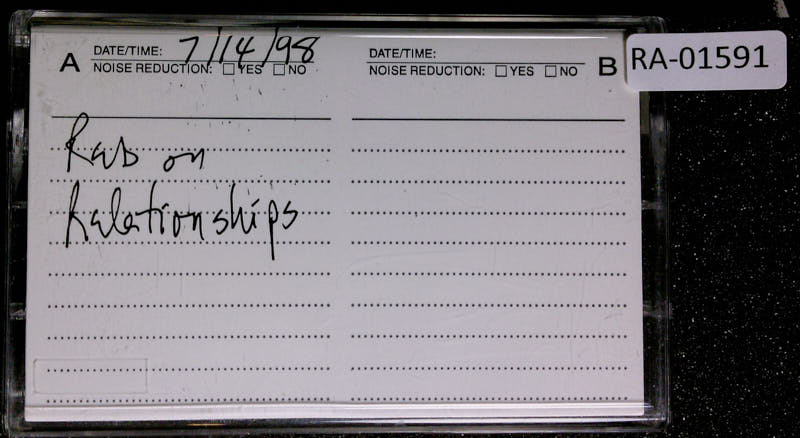 A DATE/TIME: 7/14/98
NOISE REDUCTION: ☐ YES ☐ NO
DATE/TIME:
NOISE REDUCTION: ☐ YES ☐ NO B
RA-01591
Rab on
Relationships